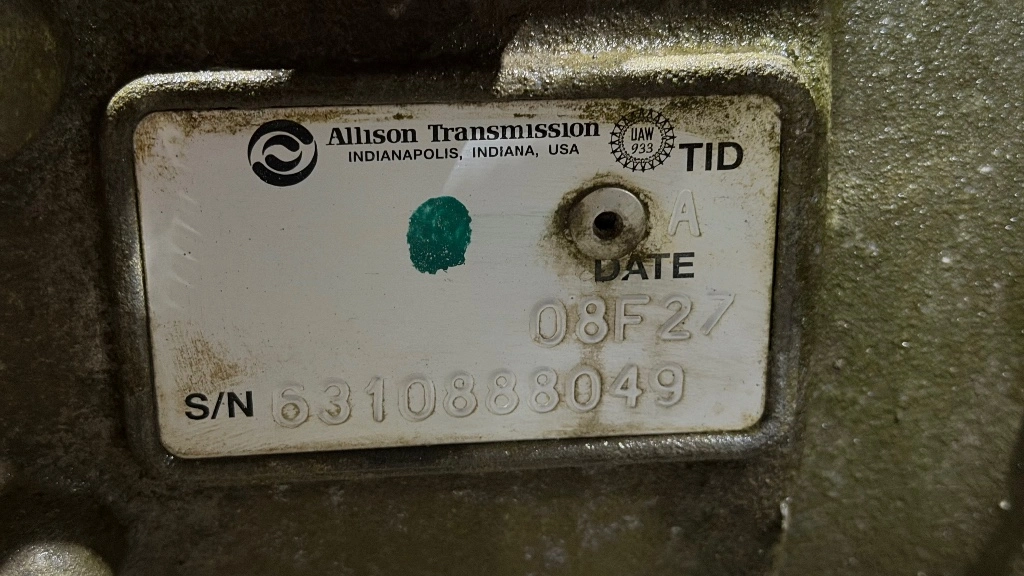 Allison Transmission
INDIANAPOLIS, INDIANA, USA
UAW
933
TID
A
DATE
08F27
S/N 6310888049